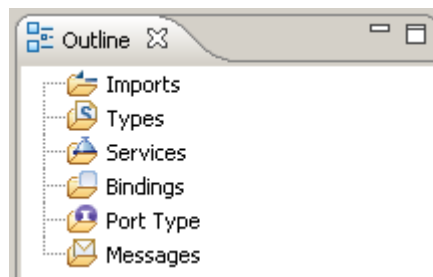 Outline
Imports
Types
Services
Bindings
Port Type
Messages